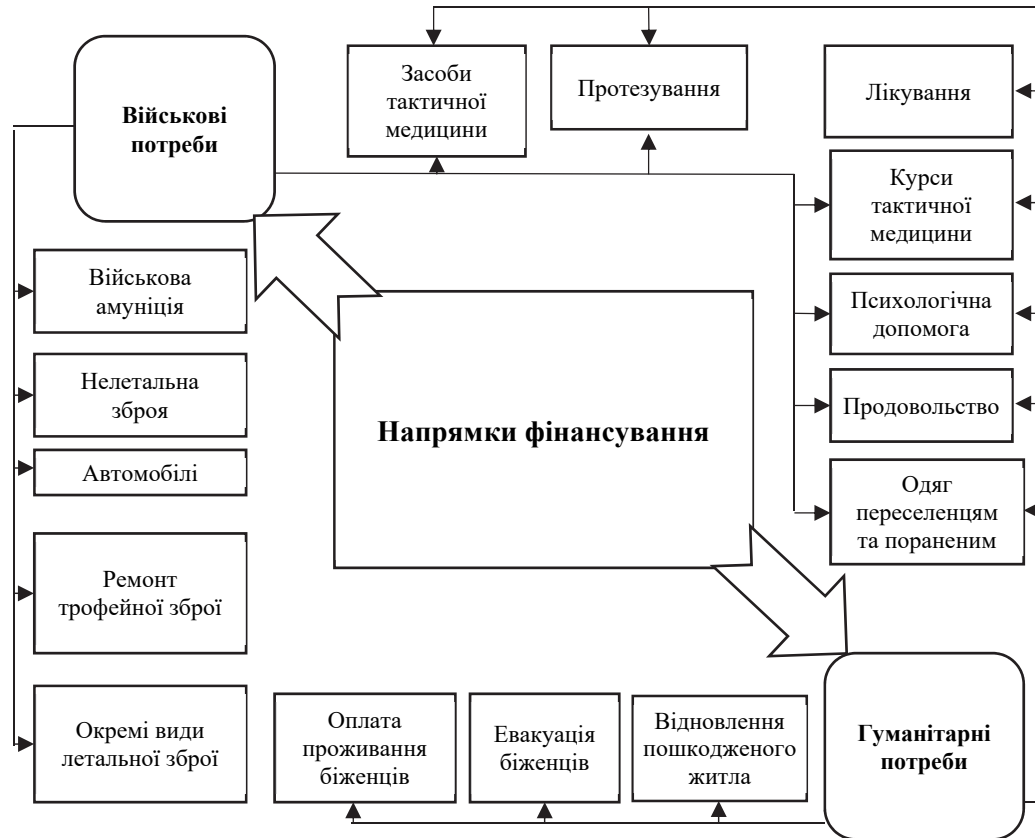 Військові
потреби
Засоби
тактичної
медицини
Протезування
Лікування
Курси
тактичної
медицини
Військова
амуніція
Психологічна
допомога
Нелетальна
зброя
Напрямки фінансування
Продовольство
Автомобілі
Одяг
переселенцям
та пораненим
Ремонт
трофейної зброї
Окремі види
летальної зброї
Оплата
проживання
біженців
Евакуація
біженців
Відновлення
пошкодженого
житла
Гуманітарні
потреби